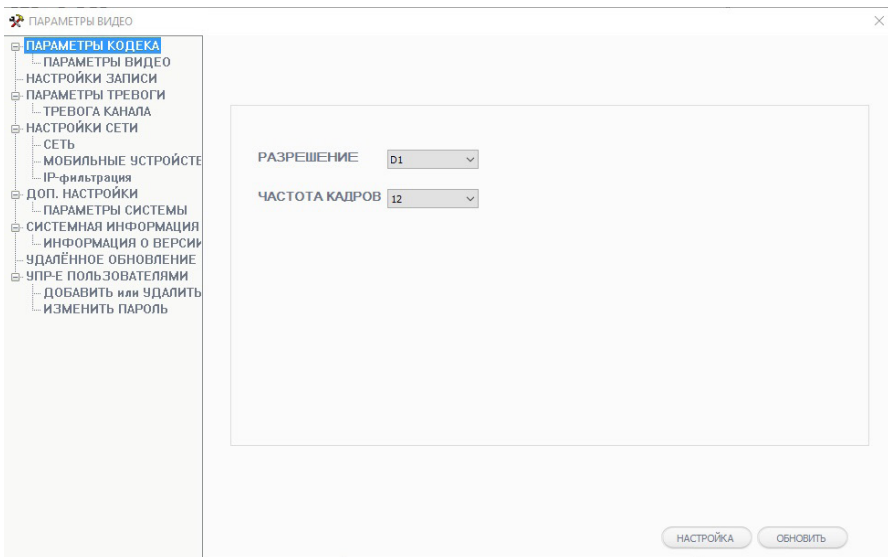 ПАРАМЕТРЫ ВИДЕО
ПАРАМЕТРЫ КОДЕКА
ПАРАМЕТРЫ ВИДЕО
НАСТРОЙКИ ЗАПИСИ
ПАРАМЕТРЫ ТРЕВОГИ
ТРЕВОГА КАНАЛА
НАСТРОЙКИ СЕТИ
СЕТЬ
МОБИЛЬНЫЕ УСТРОЙСТЕ
IP-фильтрация
ДОП. НАСТРОЙКИ
ПАРАМЕТРЫ СИСТЕМЫ
СИСТЕМНАЯ ИНФОРМАЦИЯ
ИНФОРМАЦИЯ О ВЕРСИИ
УДАЛЁННОЕ ОБНОВЛЕНИЕ
УПР-Е ПОЛЬЗОВАТЕЛЯМИ
ДОБАВИТЬ или УДАЛИТЬ
ИЗМЕНИТЬ ПАРОЛЬ
РАЗРЕШЕНИЕ D1
ЧАСТОТА КАДРОВ 12
НАСТРОЙКА ОБНОВИТЬ